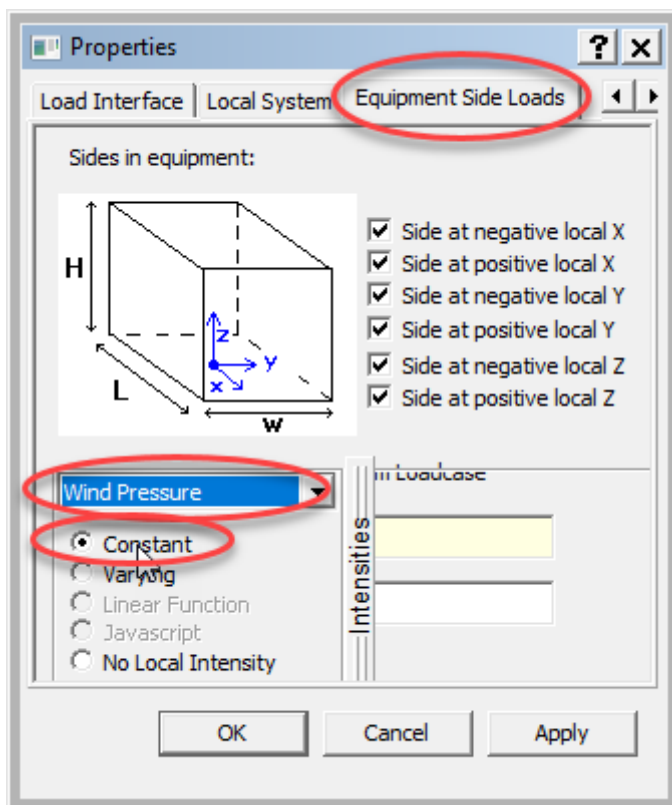 Properties
Load Interface
Local System
Equipment Side Loads
Sides in equipment:
H
L
W
z
y
x
Side at negative local X
Side at positive local X
Side at negative local Y
Side at positive local Y
Side at negative local Z
Side at positive local Z
Wind Pressure
Constant
Varying
Linear Function
Javascript
No Local Intensity
Intensities
Loadcase
OK
Cancel
Apply